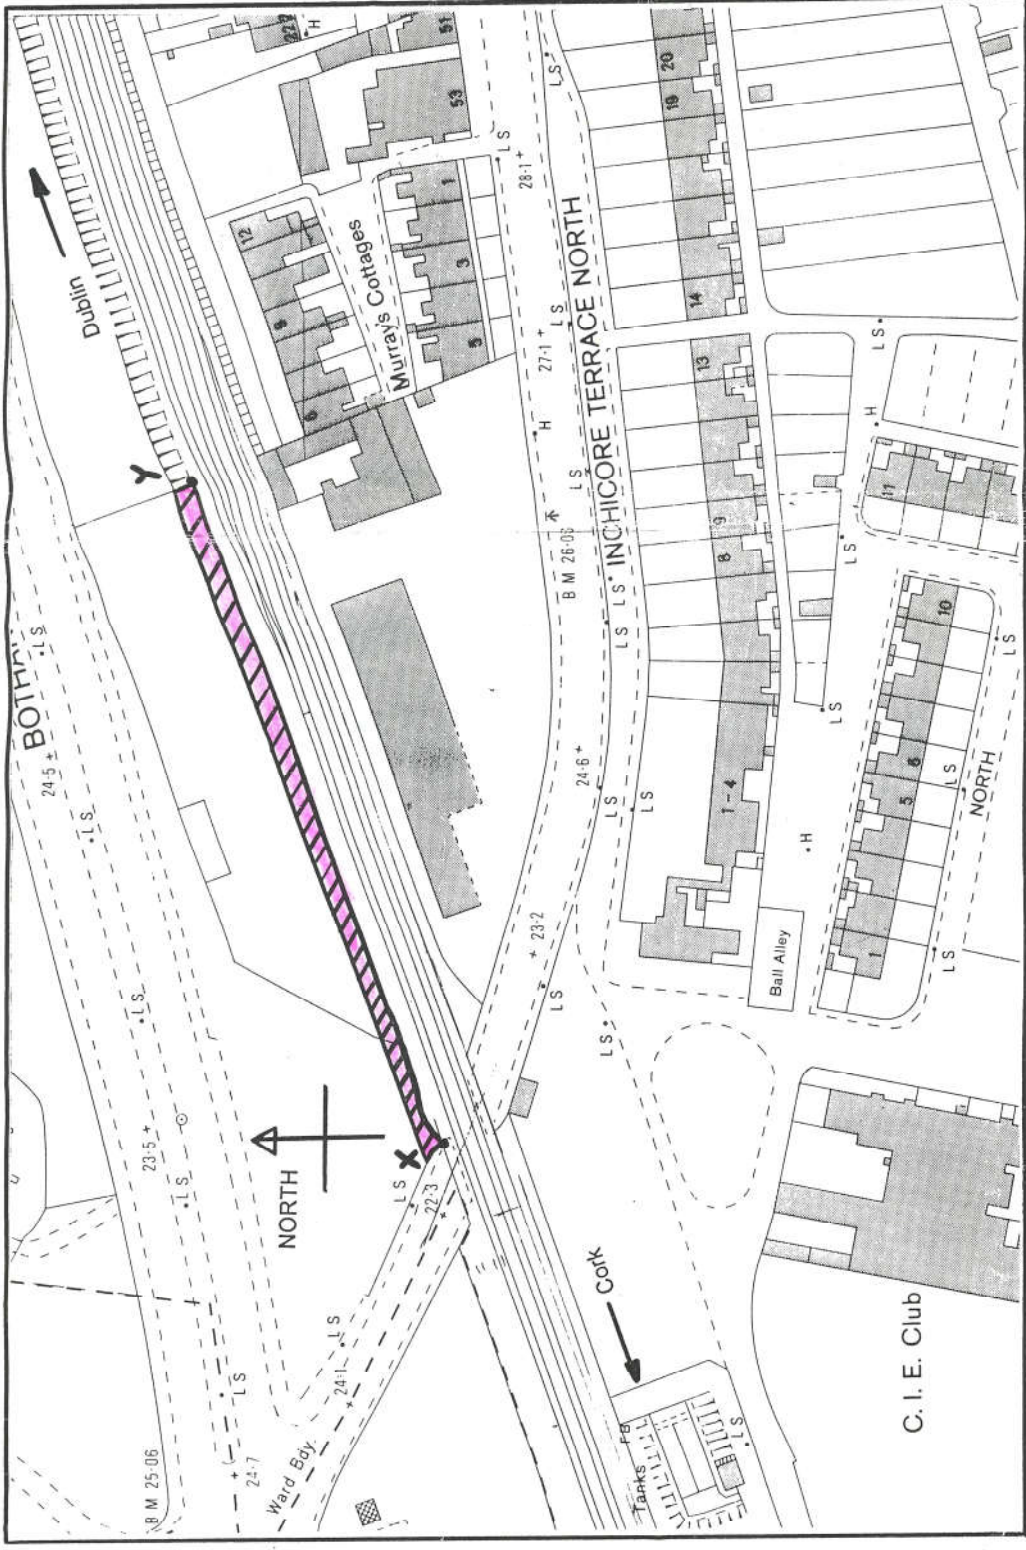 BOTHA
Dublin
Y
X
NORTH
Cork
24·5 +
L S
L S
L S
23·5 +
L S
L S
L S
L S
22·3
24·1
24·7
B M 25·06
Ward Bdy.
Tanks
F B
L S
C. I. E. Club
Murray's Cottages
12
9
6
1
3
5
53
51
H
L S
L S
28·1 +
27·1 +
L S
H
L S
B M 26·06
L S
L S
INCHICORE TERRACE NORTH
24·6 +
L S
L S
+ 23·2
L S
L S
20
19
14
13
9
8
1 - 4
H
Ball Alley
L S
H
L S
L S
11
10
6
5
1
L S
L S
L S
NORTH